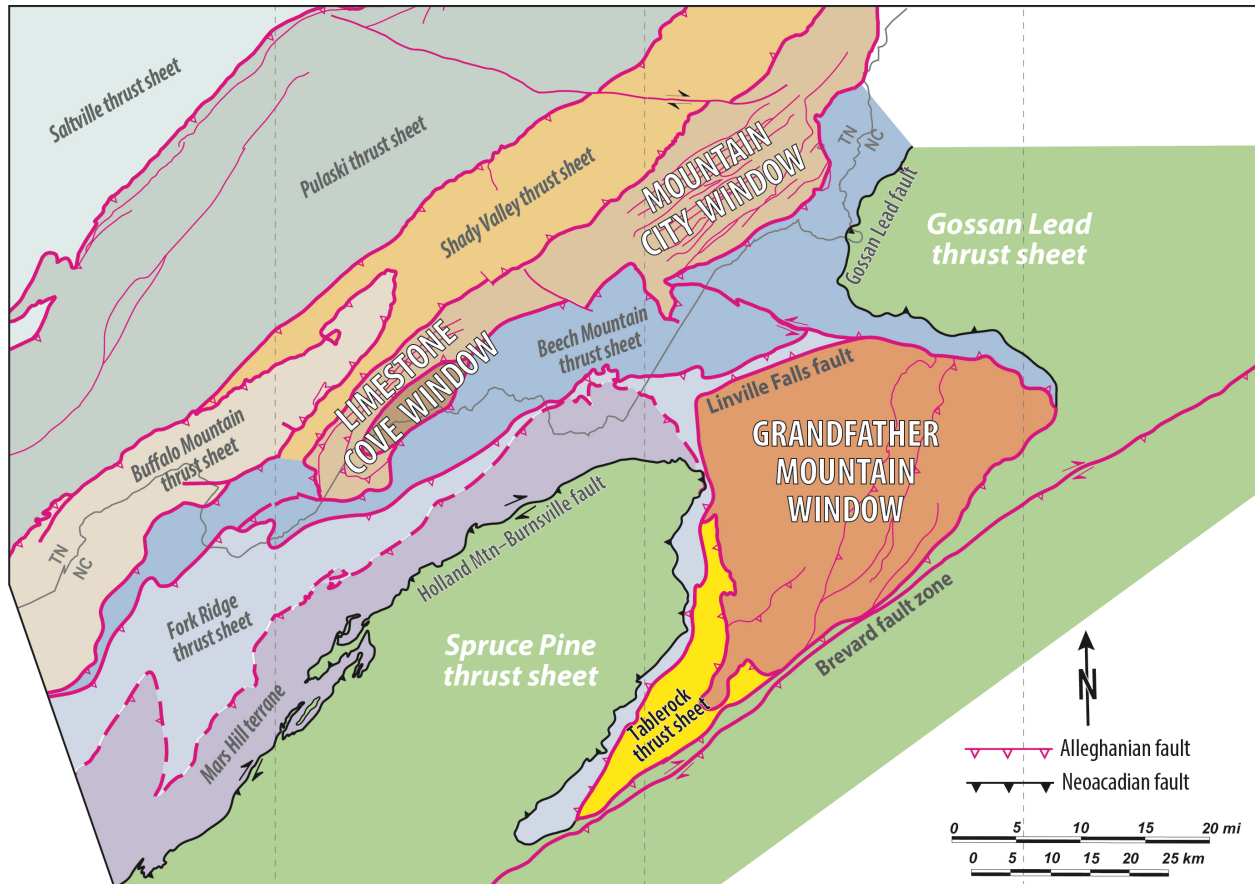 Saltville thrust sheet
Pulaski thrust sheet
Shady Valley thrust sheet
MOUNTAIN
CITY WINDOW
TN
NC
Gossan Lead fault
Gossan Lead
thrust sheet
Beech Mountain
thrust sheet
LIMESTONE
COVE WINDOW
Linville Falls fault
Buffalo Mountain
thrust sheet
GRANDFATHER
MOUNTAIN
WINDOW
TN
NC
Holland Mtn–Burnsville fault
Fork Ridge
thrust sheet
Spruce Pine
thrust sheet
Brevard fault zone
Mars Hill terrane
Tablerock
thrust sheet
N
Alleghanian fault
Neoacadian fault
0 5 10 15 20 mi
0 5 10 15 20 25 km